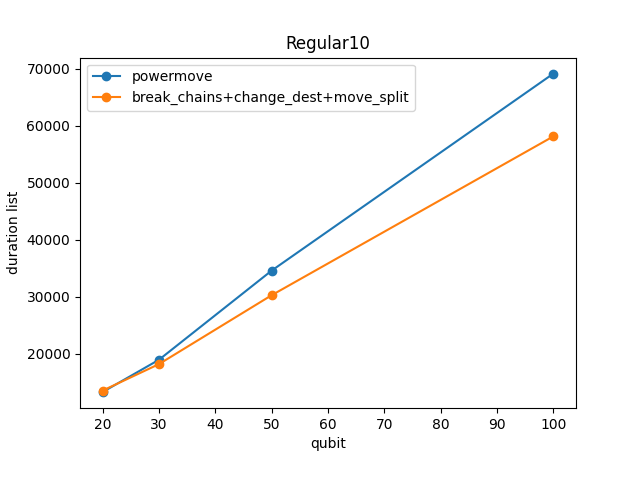 Regular10
powermove
break_chains+change_dest+move_split
duration list
70000
60000
50000
40000
30000
20000
20 30 40 50 60 70 80 90 100
qubit